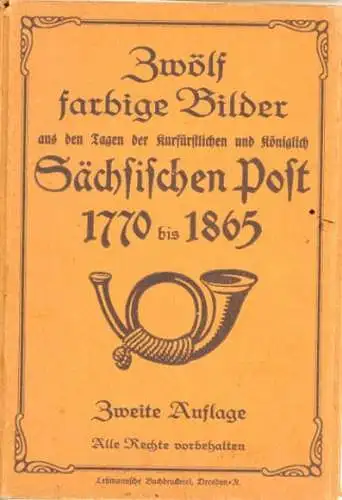 Zwölf
farbige Bilder
aus den Tagen der Kurfürstlichen und Königlich
Sächsischen Post
1770 bis 1865
Zweite Auflage
Alle Rechte vorbehalten
Lehmannsche Buchdruckerei, Dresden-N.